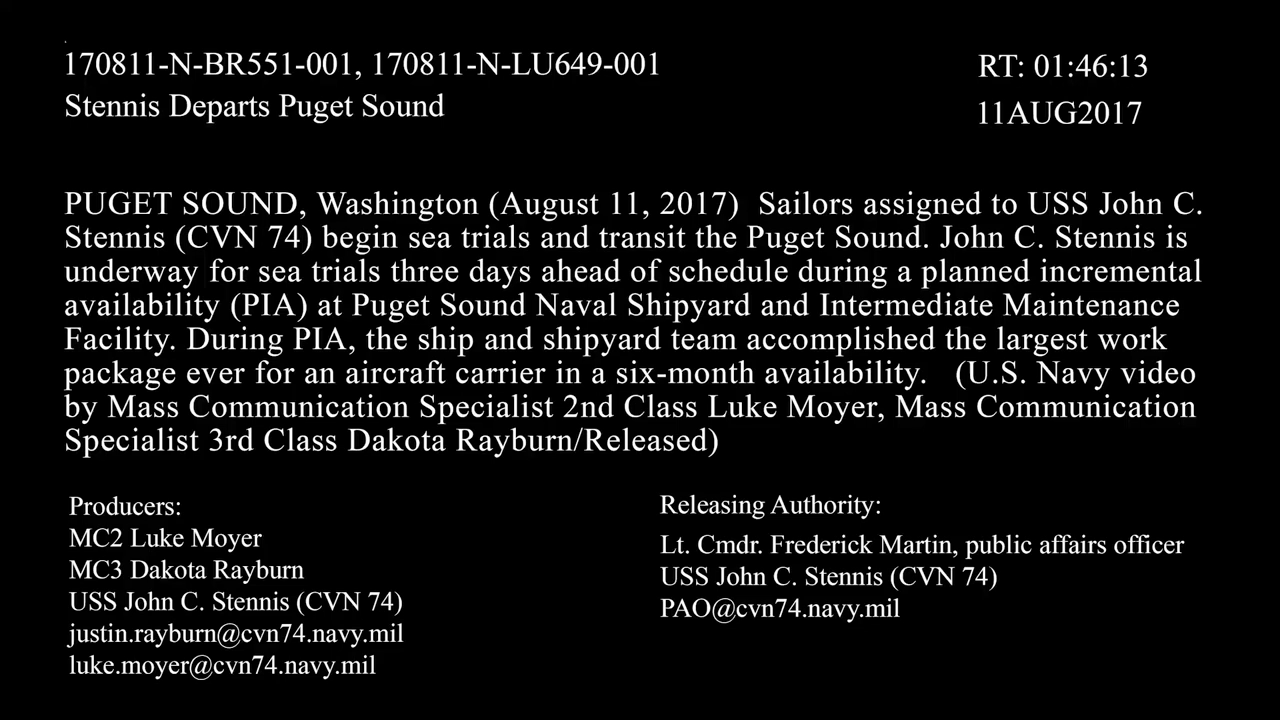 170811-N-BR551-001, 170811-N-LU649-001
RT: 01:46:13
Stennis Departs Puget Sound
11AUG2017
PUGET SOUND, Washington (August 11, 2017)  Sailors assigned to USS John C.
Stennis (CVN 74) begin sea trials and transit the Puget Sound. John C. Stennis is
underway for sea trials three days ahead of schedule during a planned incremental
availability (PIA) at Puget Sound Naval Shipyard and Intermediate Maintenance
Facility. During PIA, the ship and shipyard team accomplished the largest work
package ever for an aircraft carrier in a six-month availability.   (U.S. Navy video
by Mass Communication Specialist 2nd Class Luke Moyer, Mass Communication
Specialist 3rd Class Dakota Rayburn/Released)
Producers:
MC2 Luke Moyer
MC3 Dakota Rayburn
USS John C. Stennis (CVN 74)
justin.rayburn@cvn74.navy.mil
luke.moyer@cvn74.navy.mil
Releasing Authority:
Lt. Cmdr. Frederick Martin, public affairs officer
USS John C. Stennis (CVN 74)
PAO@cvn74.navy.mil